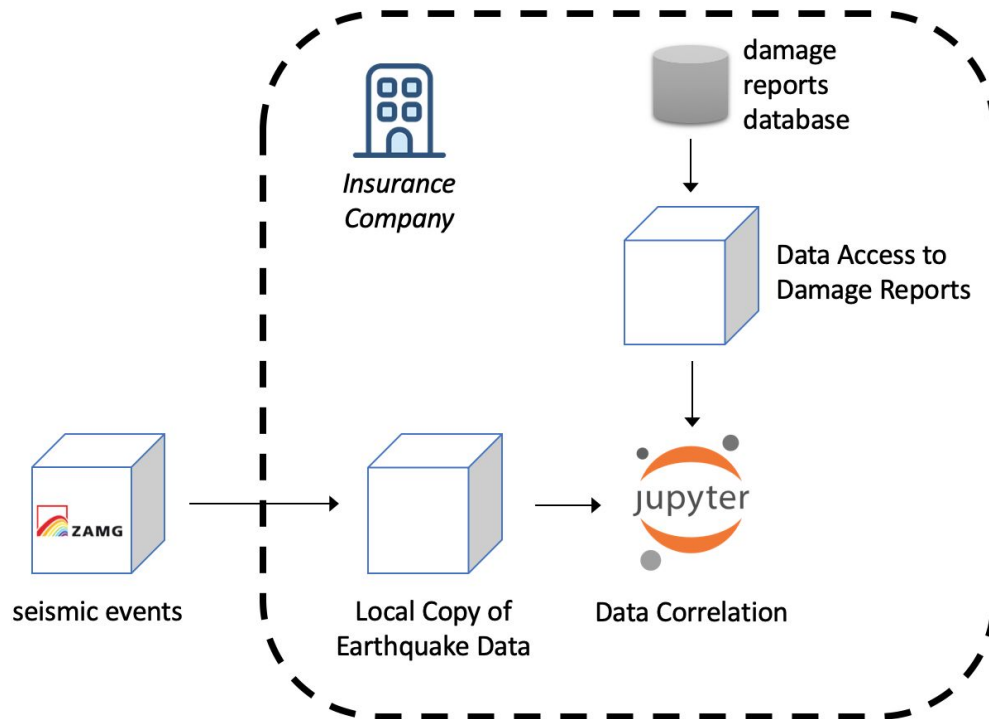 damage
reports
database
Insurance
Company
Data Access to
Damage Reports
ZAMG
jupyter
seismic events
Local Copy of
Earthquake Data
Data Correlation